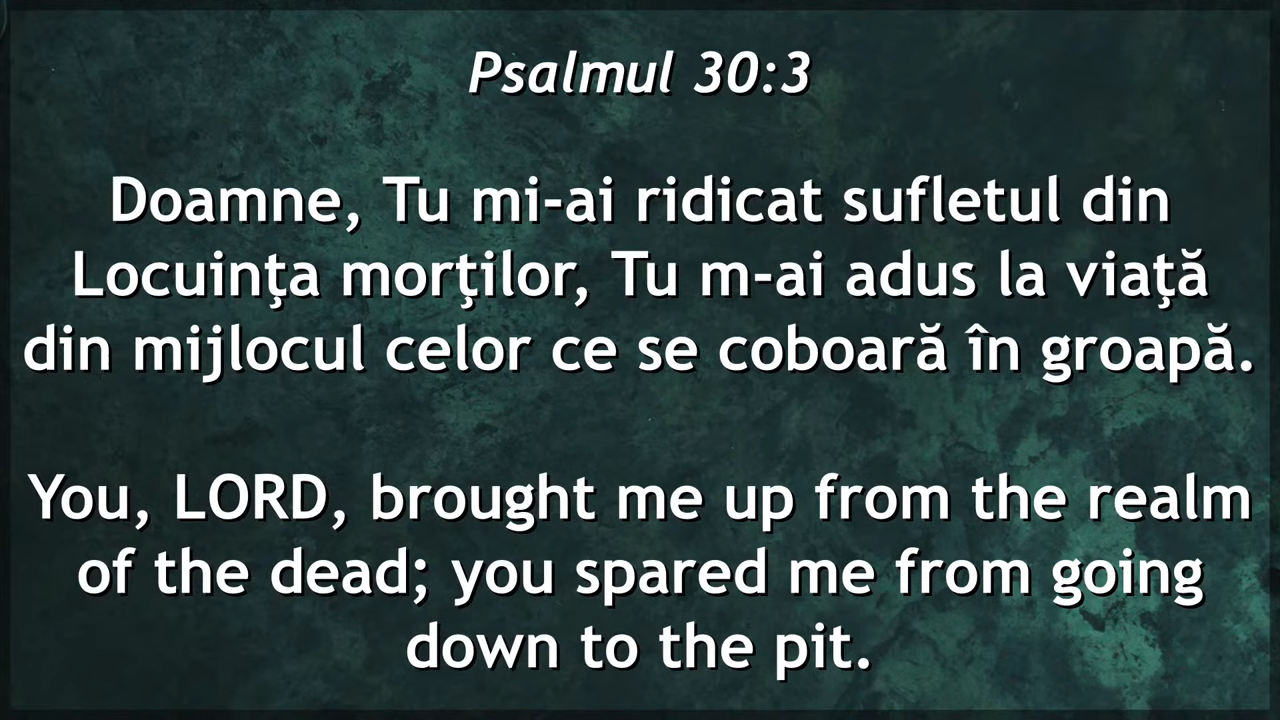 Psalmul 30:3
Doamne, Tu mi-ai ridicat sufletul din
Locuinţa morţilor, Tu m-ai adus la viaţă
din mijlocul celor ce se coboară în groapă.
You, LORD, brought me up from the realm
of the dead; you spared me from going
down to the pit.